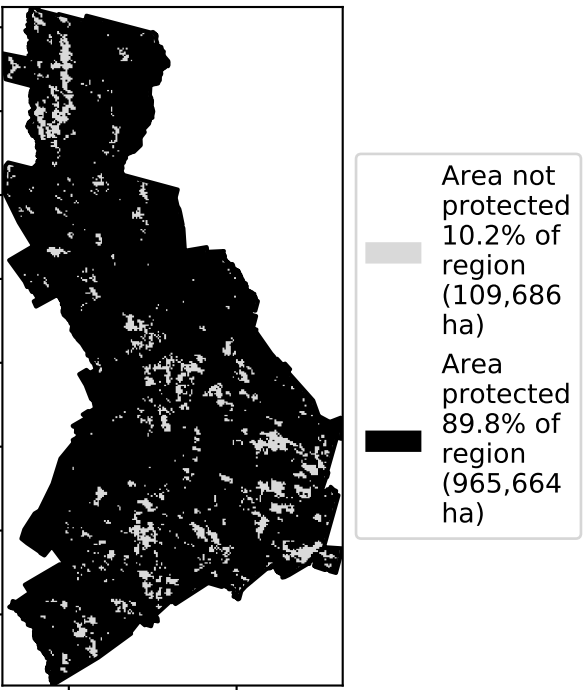 Area not
protected
10.2% of
region
(109,686
ha)
Area
protected
89.8% of
region
(965,664
ha)